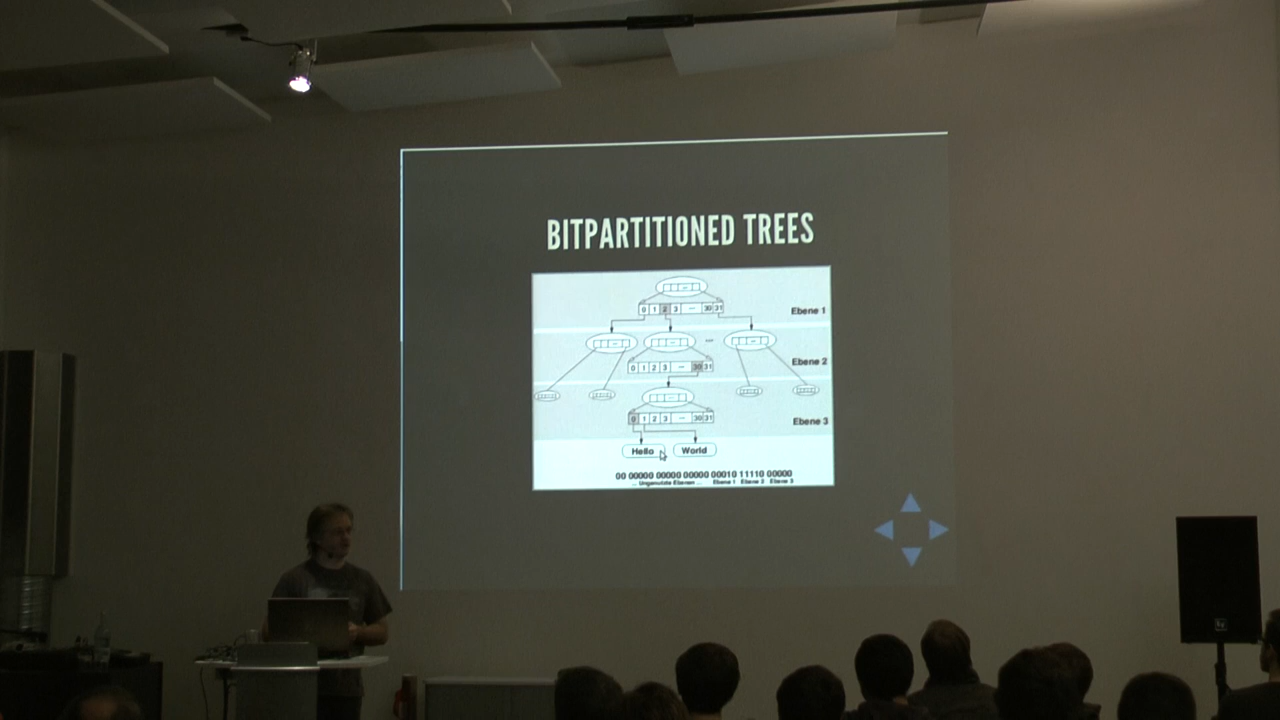 BITPARTITIONED TREES
0 1 2 3 ... 30 31
Ebene 1
...
0 1 2 3 ... 30 31
Ebene 2
0 1 2 3 ... 30 31
Ebene 3
Hello World
00 00000 00000 00000 00010 11110 00000
... Ungenutzte Ebenen ... Ebene 1 Ebene 2 Ebene 3